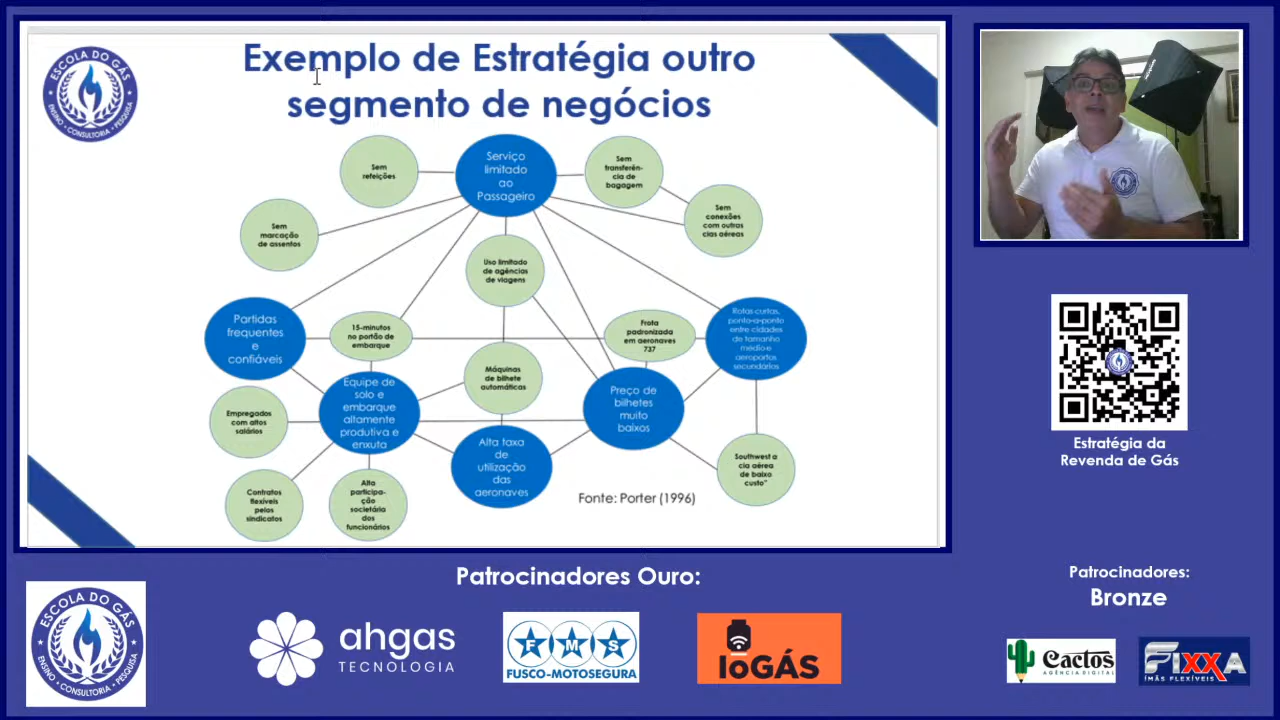 Exemplo de Estratégia outro
segmento de negócios
ESCOLA DO GÁS
ENSINO • CONSULTORIA • PESQUISA
Sem
refeições
Serviço
limitado
ao
Passageiro
Sem
transferên-
cia de
bagagem
Sem
marcação
de assentos
Sem
conexões
com outras
cias aéreas
Uso limitado
de agências
de viagens
Partidas
frequentes
e
confiáveis
15-minutos
no portão de
embarque
Frota
padronizada
em aeronaves
737
Rotas curtas,
ponto-a-ponto
entre cidades
de tamanho
médio e
aeroportos
secundários
Máquinas
de bilhete
automáticas
Equipe de
solo e
embarque
altamente
produtiva e
enxuta
Preço de
bilhetes
muito
baixos
Empregados
com altos
salários
Alta taxa
de
utilização
das
aeronaves
Southwest a
cia aérea
de baixo
custo"
Contratos
flexíveis
pelos
sindicatos
Alta
participa-
ção
societária
dos
funcionários
Fonte: Porter (1996)
Estratégia da
Revenda de Gás
Patrocinadores Ouro:
Patrocinadores:
Bronze
ESCOLA DO GÁS
ENSINO • CONSULTORIA • PESQUISA
ahgas
TECNOLOGIA
F M S
FUSCO-MOTOSEGURA
IoGÁS
Cactos
AGÊNCIA DIGITAL
FIXXA
ÍMÃS FLEXÍVEIS